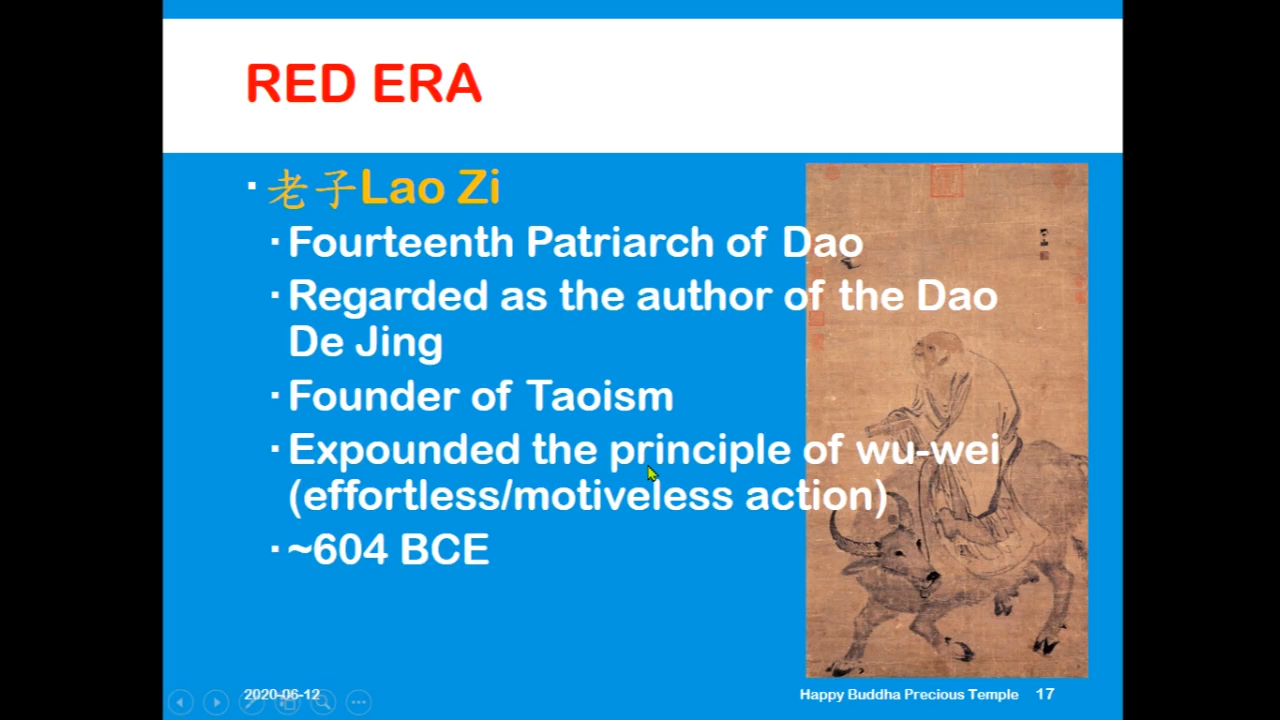 RED ERA
老子Lao Zi
Fourteenth Patriarch of Dao
Regarded as the author of the Dao
De Jing
Founder of Taoism
Expounded the principle of wu-wei
(effortless/motiveless action)
~604 BCE
2020-06-12
Happy Buddha Precious Temple 17